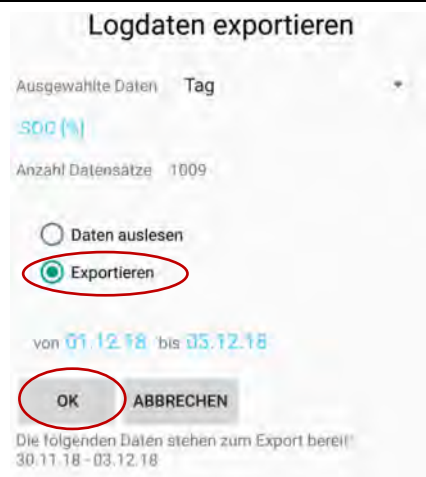 Logdaten exportieren
Ausgewählte Daten Tag
SOC (%)
Anzahl Datensätze 1009
Daten auslesen
Exportieren
von 01.12.18 bis 05.12.18
OK ABBRECHEN
Die folgenden Daten stehen zum Export bereit:
30.11.18 - 03.12.18